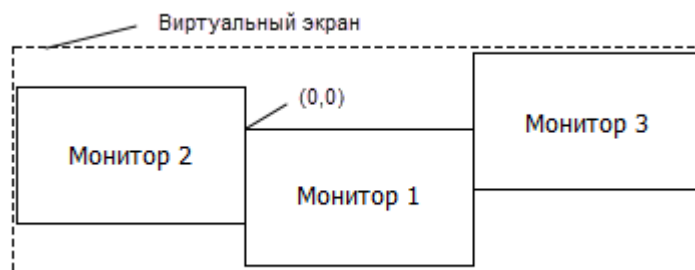 Виртуальный экран
(0,0)
Монитор 3
Монитор 2
Монитор 1